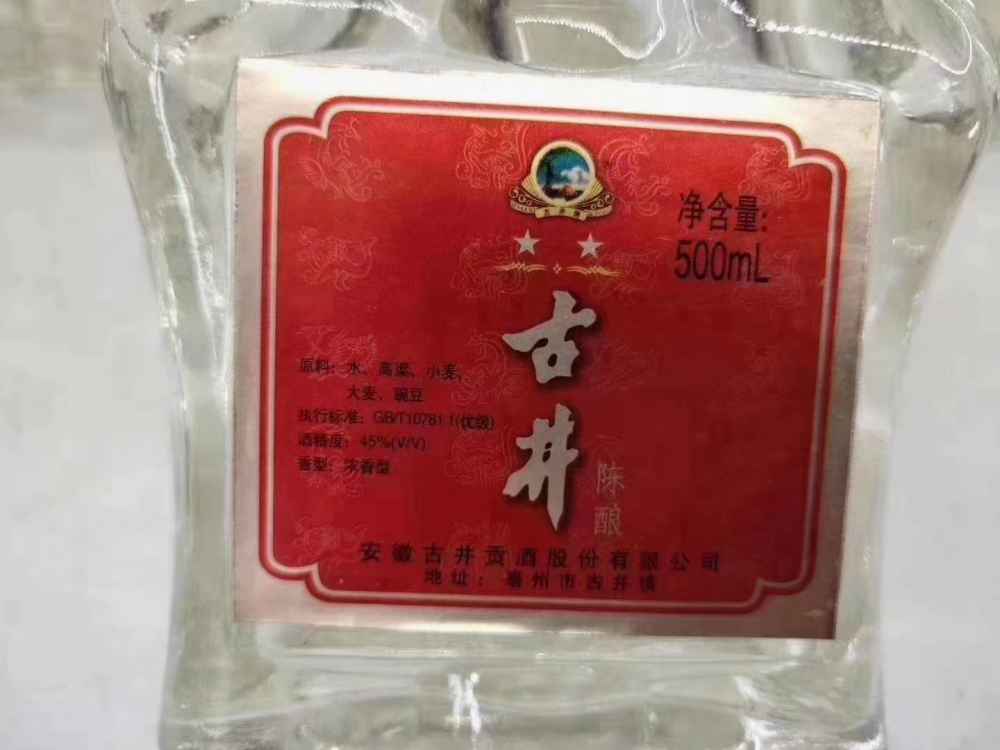 净含量:
500mL
古井
陈酿
原料：水、高粱、小麦、
大麦、豌豆
执行标准：GB/T10781.1(优级)
酒精度：45%(V/V)
香型：浓香型
安徽古井贡酒股份有限公司
地址：亳州市古井镇